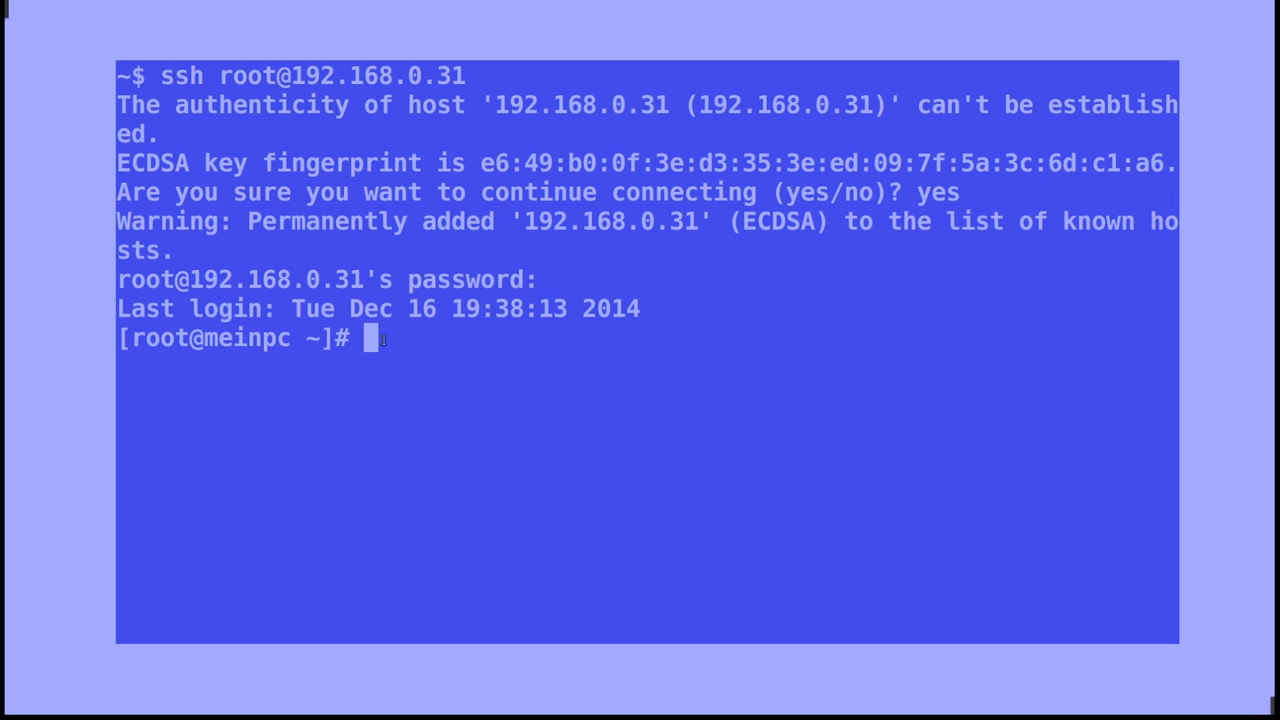 ~$ ssh root@192.168.0.31
The authenticity of host '192.168.0.31 (192.168.0.31)' can't be establish
ed.
ECDSA key fingerprint is e6:49:b0:0f:3e:d3:35:3e:ed:09:7f:5a:3c:6d:c1:a6.
Are you sure you want to continue connecting (yes/no)? yes
Warning: Permanently added '192.168.0.31' (ECDSA) to the list of known ho
sts.
root@192.168.0.31's password:
Last login: Tue Dec 16 19:38:13 2014
[root@meinpc ~]#